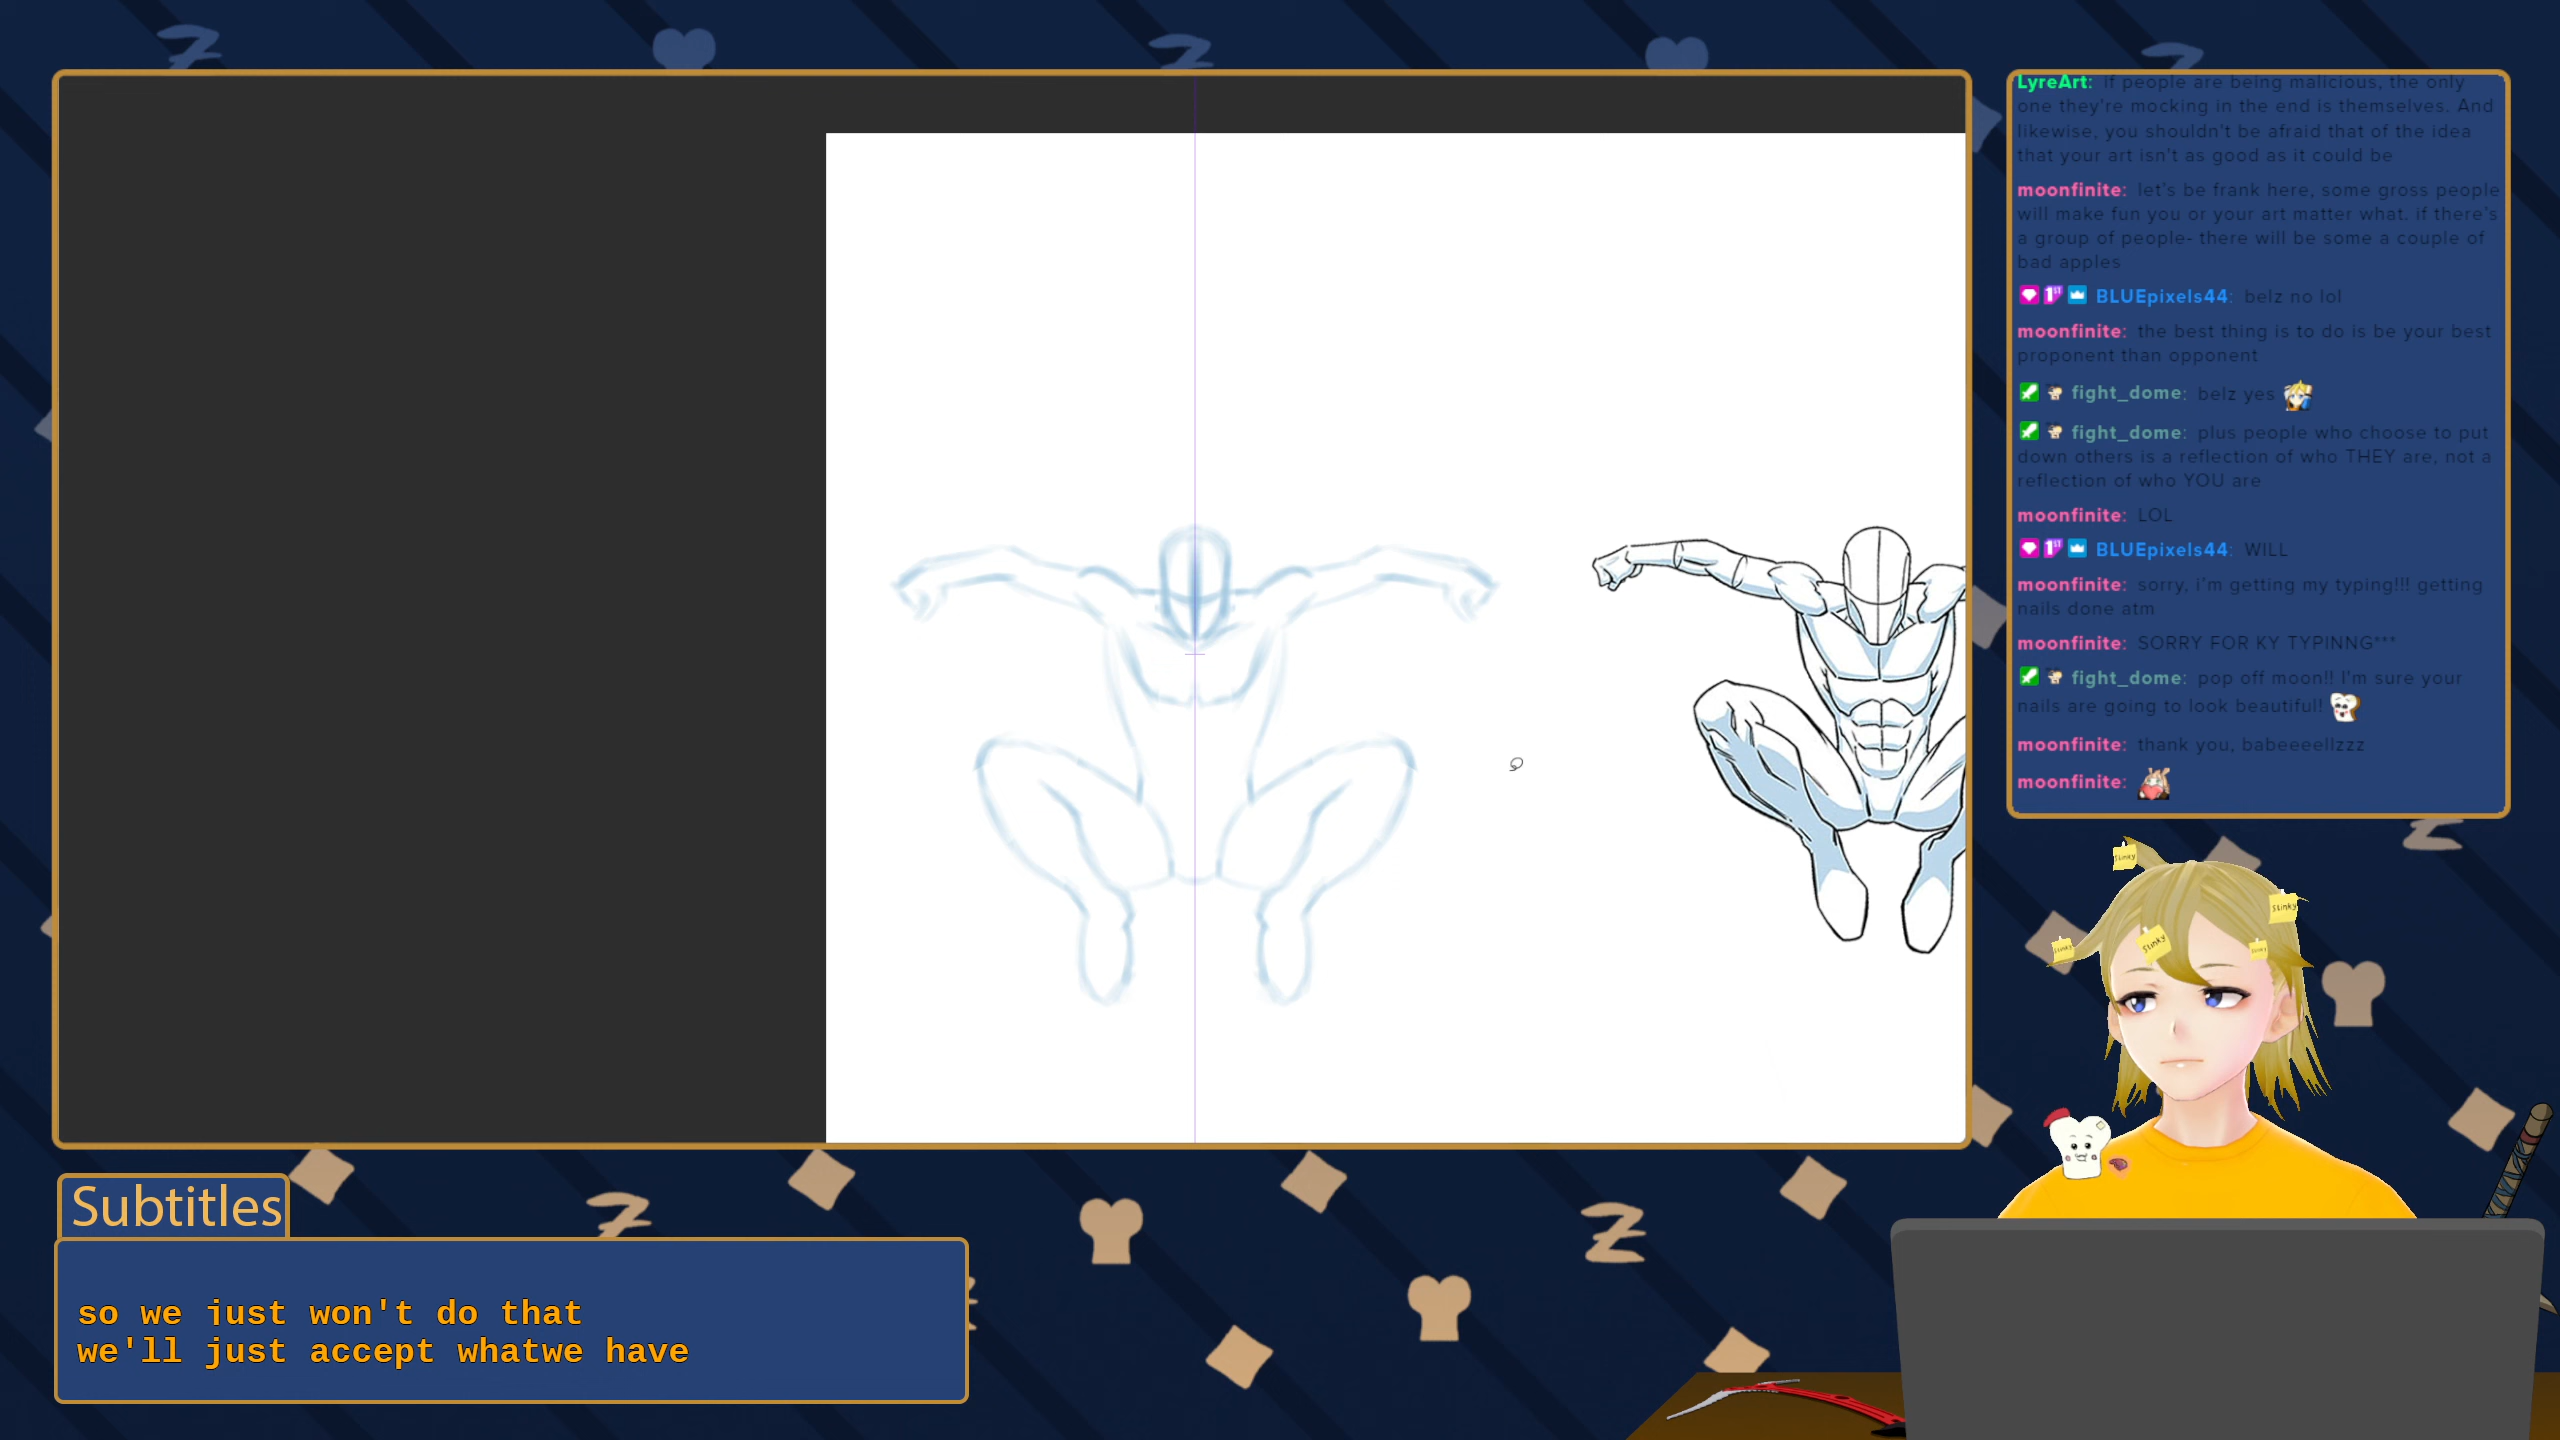 LyreArt: if people are being malicious, the only
one they're mocking in the end is themselves. And
likewise, you shouldn't be afraid that of the idea
that your art isn't as good as it could be
moonfinite: let's be frank here, some gross people
will make fun you or your art matter what. if there's
a group of people- there will be some a couple of
bad apples
BLUEpixels44: belz no lol
moonfinite: the best thing is to do is be your best
proponent than opponent
fight_dome: belz yes
fight_dome: plus people who choose to put
down others is a reflection of who THEY are, not a
reflection of who YOU are
moonfinite: LOL
BLUEpixels44: WILL
moonfinite: sorry, i'm getting my typing!!! getting
nails done atm
moonfinite: SORRY FOR KY TYPINNG***
fight_dome: pop off moon!! I'm sure your
nails are going to look beautiful!
moonfinite: thank you, babeeeellzzz
moonfinite:
Stinky
Stinky
Stinky
Stinky
Stinky
Subtitles
so we just won't do that
we'll just accept whatwe have